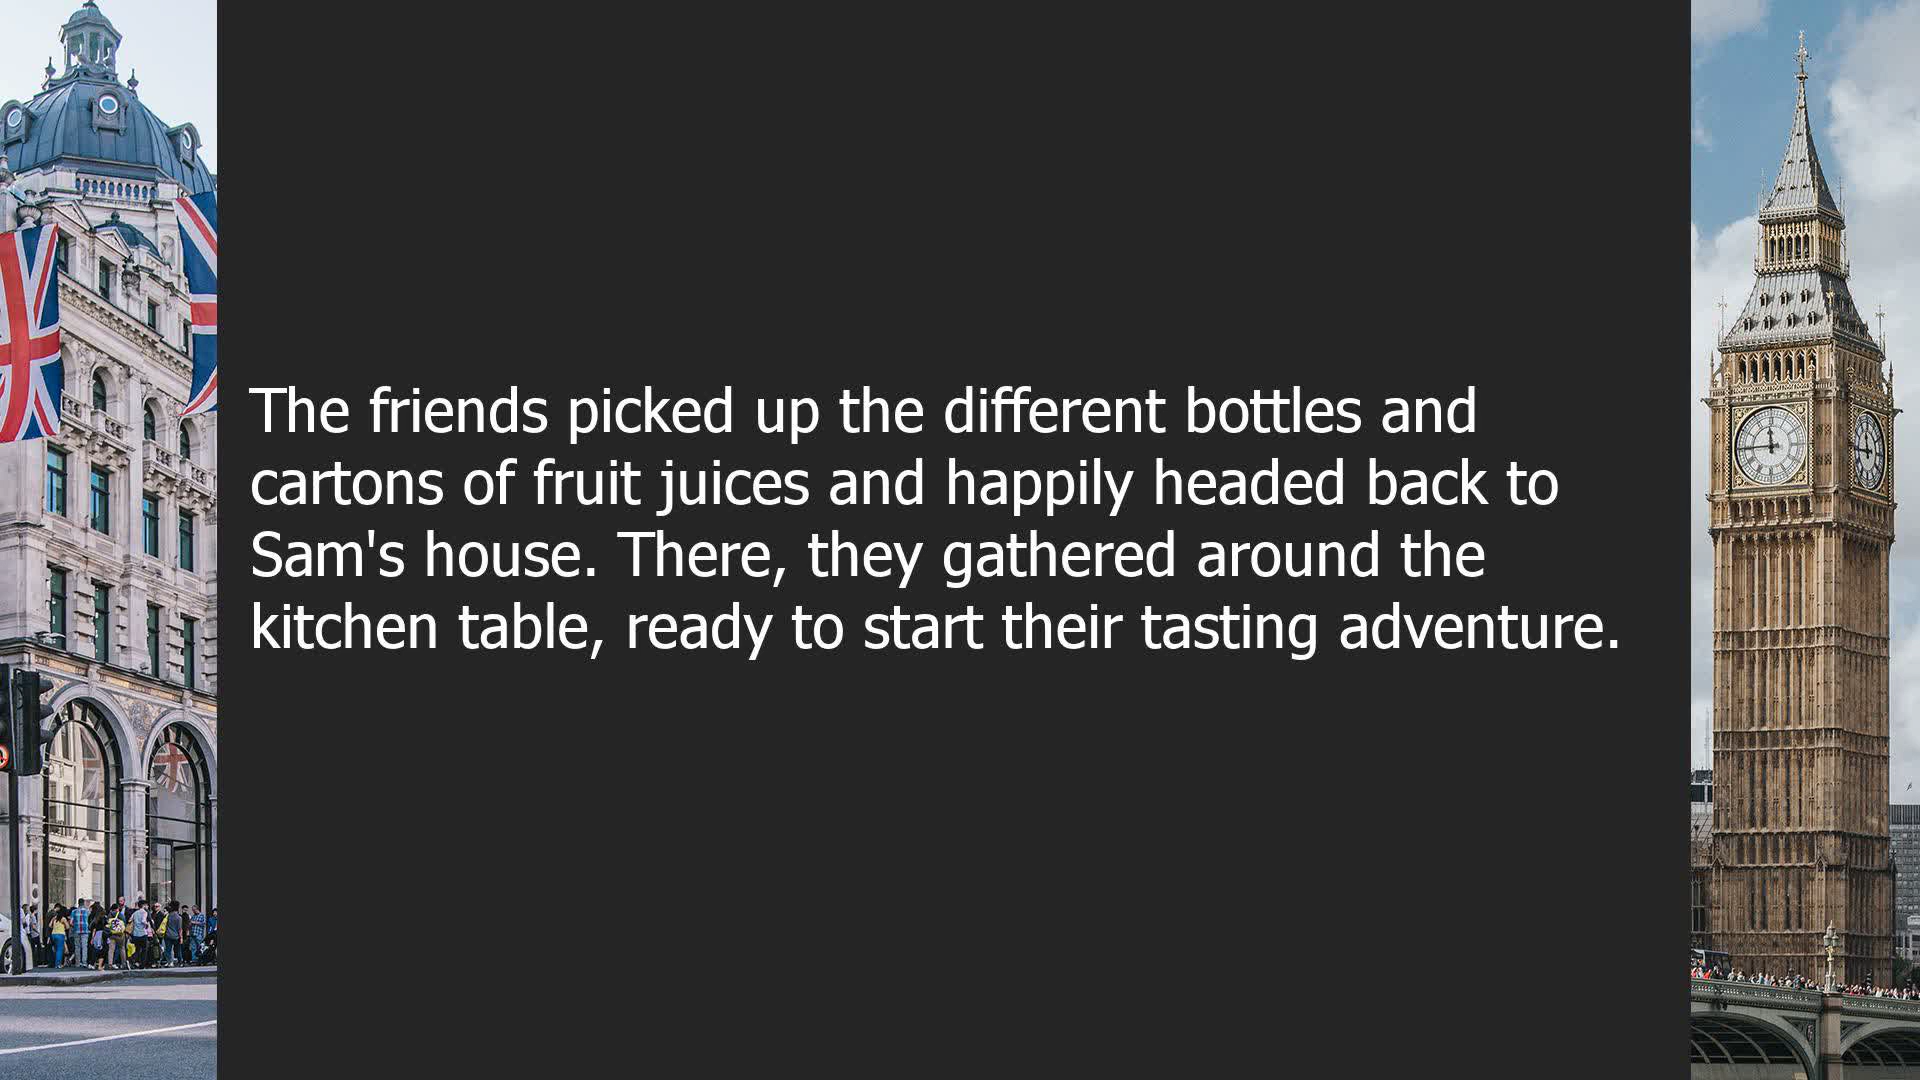 The friends picked up the different bottles and
cartons of fruit juices and happily headed back to
Sam's house. There, they gathered around the
kitchen table, ready to start their tasting adventure.